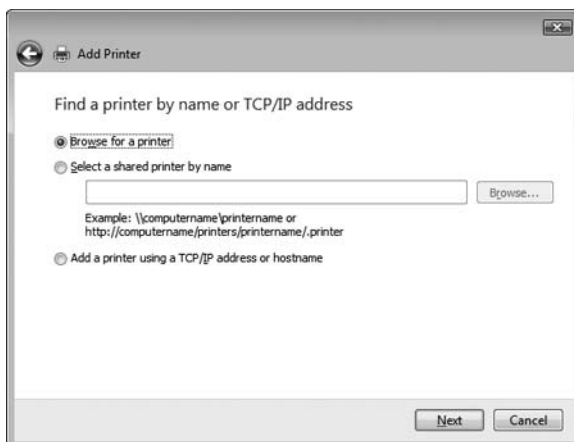 Add Printer
Find a printer by name or TCP/IP address
Browse for a printer
Select a shared printer by name
Browse...
Example: \\computername\printername or
http://computername/printers/printername/.printer
Add a printer using a TCP/IP address or hostname
Next Cancel